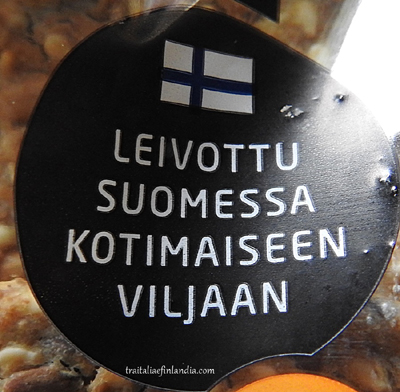 LEIVOTTU
SUOMESSA
KOTIMAISEEN
VILJAAN
traitaliaefinlandia.com